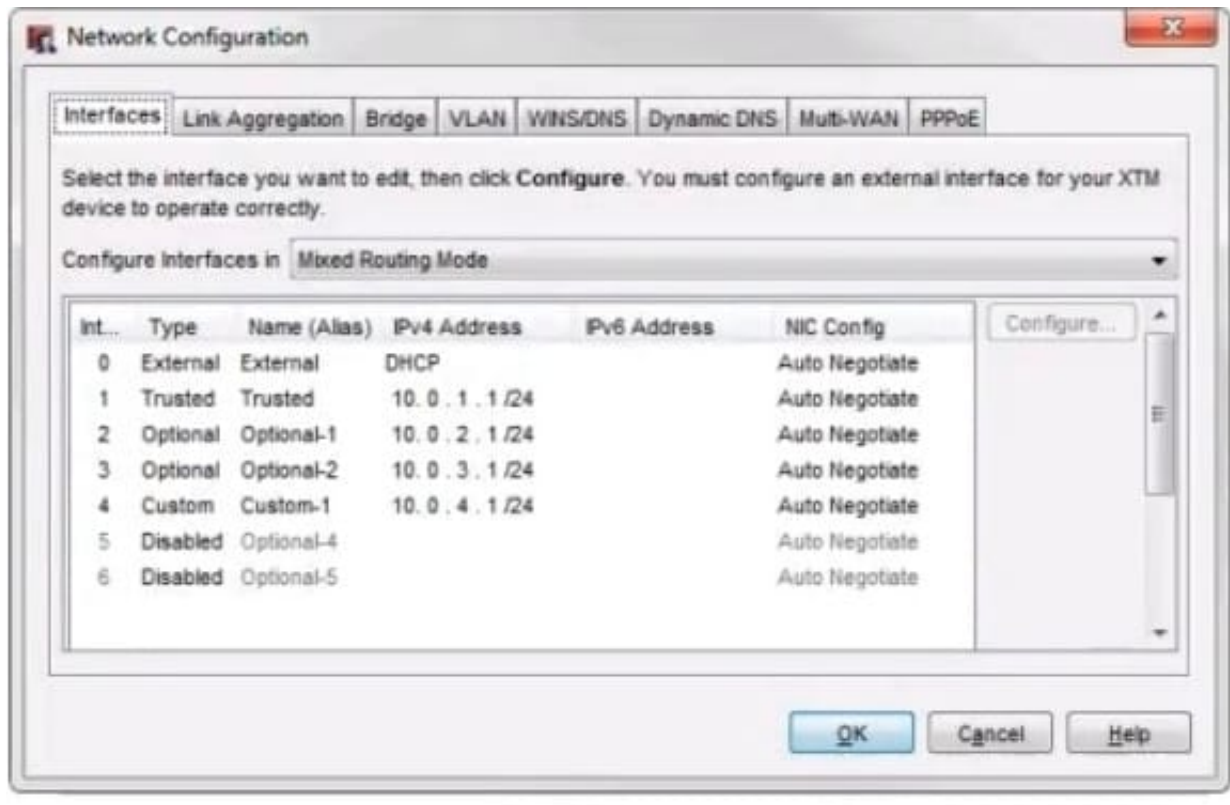 Network Configuration
Interfaces Link Aggregation Bridge VLAN WINS/DNS Dynamic DNS Multi-WAN PPPoE
Select the interface you want to edit, then click Configure. You must configure an external interface for your XTM
device to operate correctly.
Configure Interfaces in Mixed Routing Mode
Int... Type Name (Alias) IPv4 Address IPv6 Address NIC Config Configure...
0 External External DHCP Auto Negotiate
1 Trusted Trusted 10. 0 . 1 . 1 /24 Auto Negotiate
2 Optional Optional-1 10. 0 . 2 . 1 /24 Auto Negotiate
3 Optional Optional-2 10. 0 . 3 . 1 /24 Auto Negotiate
4 Custom Custom-1 10. 0 . 4 . 1 /24 Auto Negotiate
5 Disabled Optional-4 Auto Negotiate
6 Disabled Optional-5 Auto Negotiate
OK Cancel Help